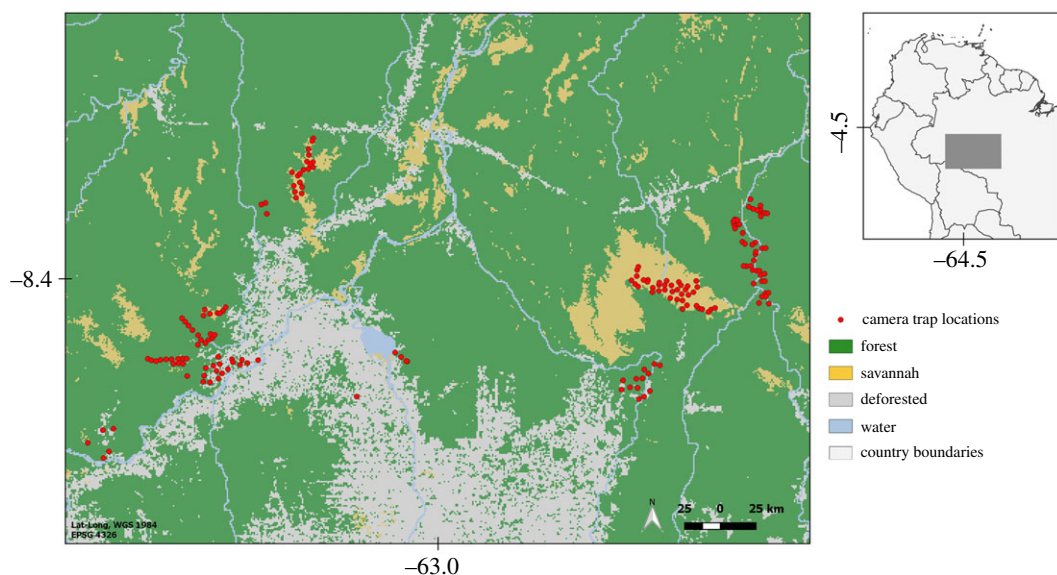 −8.4
−63.0
Lat-Long, WGS 1984
EPSG:4326
N
25 0 25 km
−4.5
−64.5
camera trap locations
forest
savannah
deforested
water
country boundaries